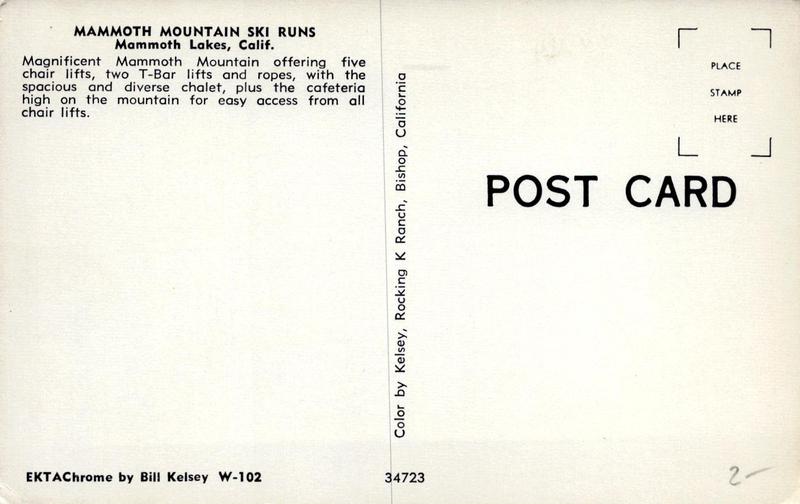 MAMMOTH MOUNTAIN SKI RUNS
Mammoth Lakes, Calif.
Magnificent Mammoth Mountain offering five
chair lifts, two T-Bar lifts and ropes, with the
spacious and diverse chalet, plus the cafeteria
high on the mountain for easy access from all
chair lifts.
EKTAChrome by Bill Kelsey W-102
Color by Kelsey, Rocking K Ranch, Bishop, California
34723
PLACE
STAMP
HERE
POST CARD
2-